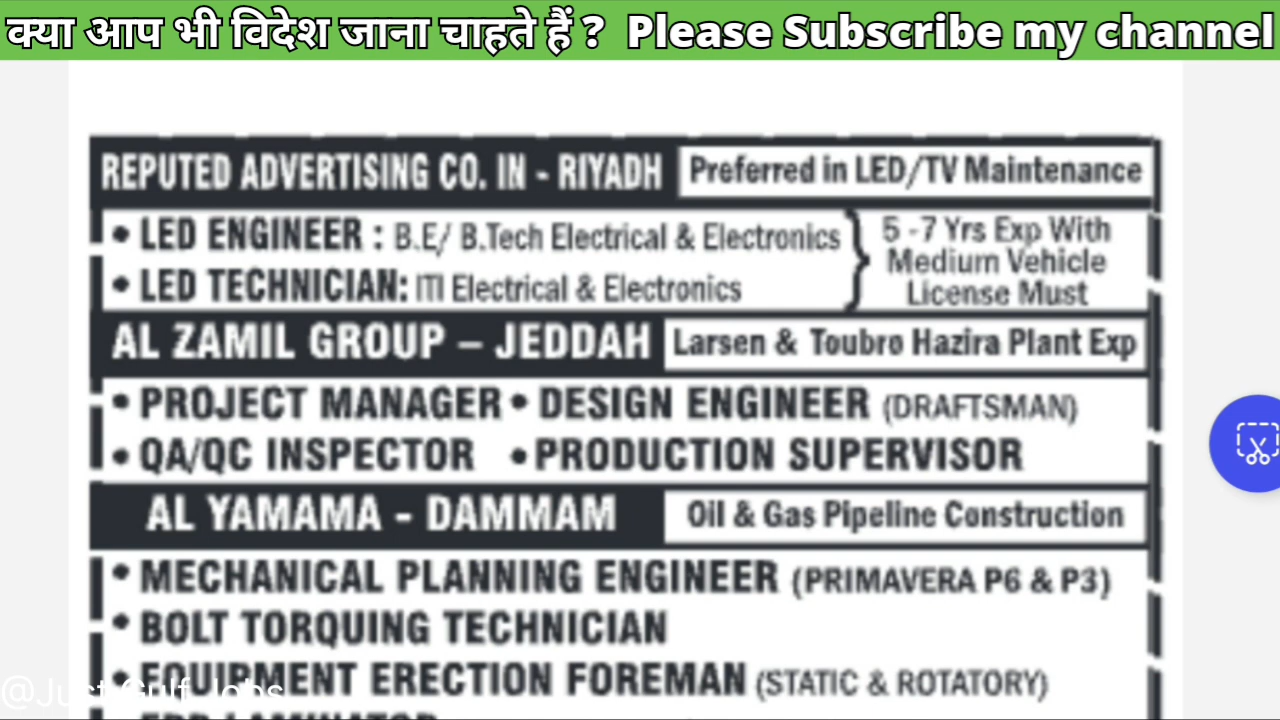 क्या आप भी विदेश जाना चाहते हैं ? Please Subscribe my channel
REPUTED ADVERTISING CO. IN - RIYADH Preferred in LED/TV Maintenance
• LED ENGINEER : B.E/ B.Tech Electrical & Electronics
• LED TECHNICIAN: ITI Electrical & Electronics
5 -7 Yrs Exp With
Medium Vehicle
License Must
AL ZAMIL GROUP – JEDDAH Larsen & Toubro Hazira Plant Exp
• PROJECT MANAGER • DESIGN ENGINEER (DRAFTSMAN)
• QA/QC INSPECTOR • PRODUCTION SUPERVISOR
AL YAMAMA - DAMMAM Oil & Gas Pipeline Construction
• MECHANICAL PLANNING ENGINEER (PRIMAVERA P6 & P3)
• BOLT TORQUING TECHNICIAN
• EQUIPMENT ERECTION FOREMAN (STATIC & ROTATORY)
@Just Gulf Jobs